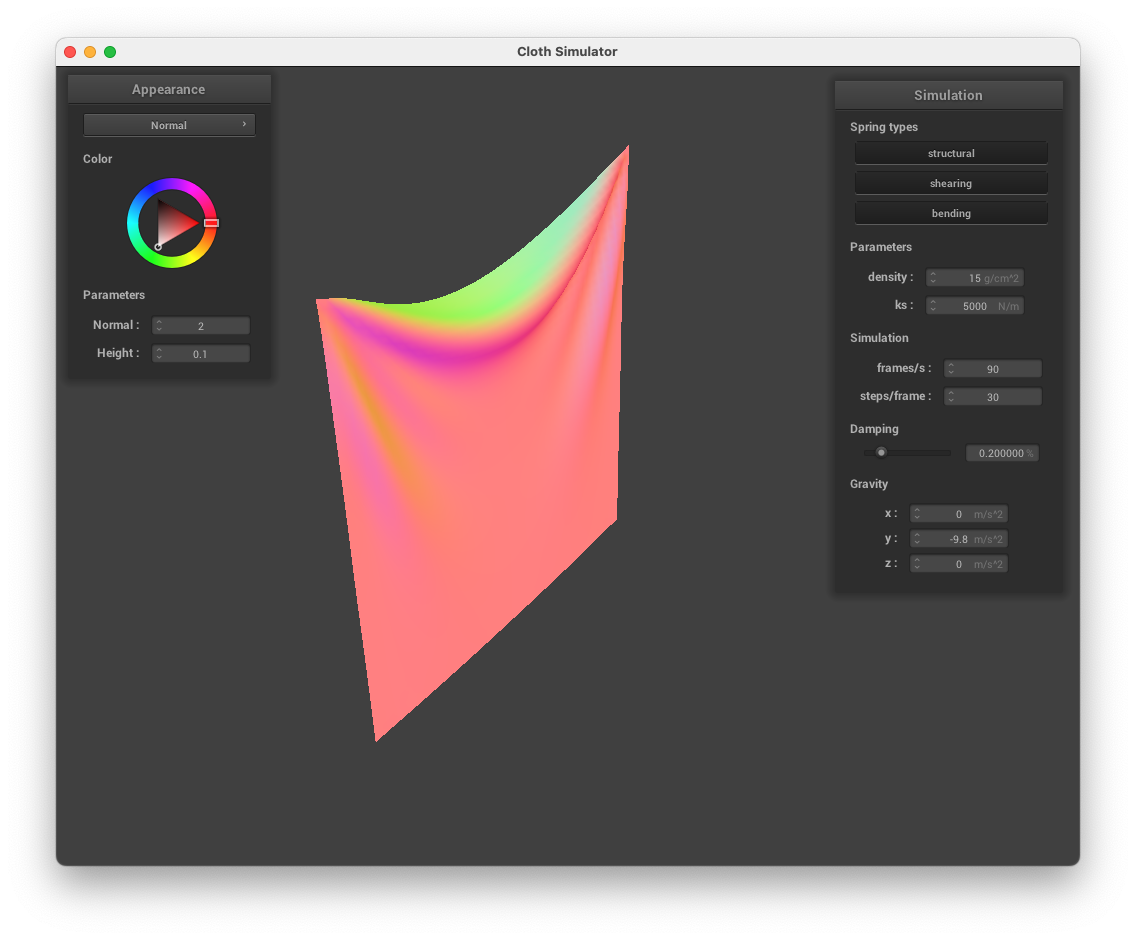 Cloth Simulator
Appearance
Normal ›
Color
Parameters
Normal : 2
Height : 0.1
Simulation
Spring types
structural
shearing
bending
Parameters
density : 15 g/cm^2
ks : 5000 N/m
Simulation
frames/s : 90
steps/frame : 30
Damping
0.200000 %
Gravity
x : 0 m/s^2
y : -9.8 m/s^2
z : 0 m/s^2